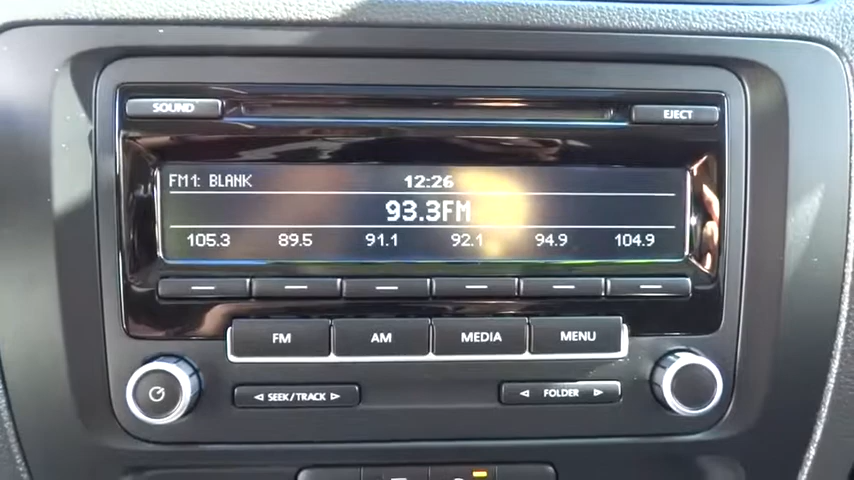 SOUND EJECT
FM1: BLANK 12:26
93.3FM
105.3 89.5 91.1 92.1 94.9 104.9
FM AM MEDIA MENU
◁ SEEK/TRACK ▷ ◁ FOLDER ▷